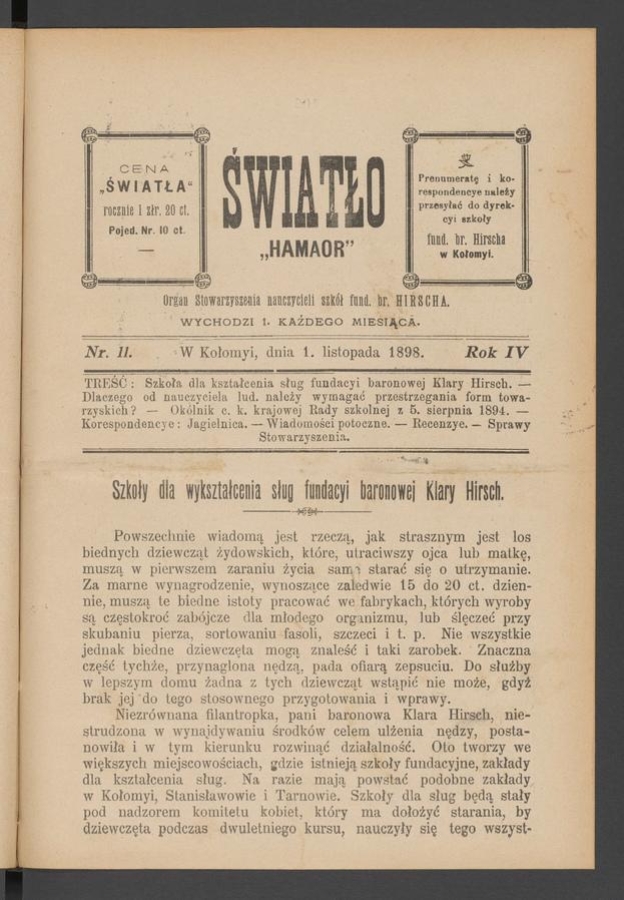 CENA
„ŚWIATŁA“
rocznie 1 złr. 20 ct.
Pojed. Nr. 10 ct.
ŚWIATŁO
„HAMAOR”
Prenumeratę i ko-
respondencye należy
przesyłać do dyrek-
cyi szkoły
fund. br. Hirscha
w Kołomyi.
Organ Stowarzyszenia nauczycieli szkół fund. br. HIRSCHA.
WYCHODZI 1. KAŻDEGO MIESIĄCA.
Nr. 11. W Kołomyi, dnia 1. listopada 1898. Rok IV
TREŚĆ: Szkoła dla kształcenia sług fundacyi baronowej Klary Hirsch. —
Dlaczego od nauczyciela lud. należy wymagać przestrzegania form towa-
rzyskich? — Okólnik c. k. krajowej Rady szkolnej z 5. sierpnia 1894. —
Korespondencye: Jagielnica. — Wiadomości potoczne. — Recenzye. — Sprawy
Stowarzyszenia.
Szkoły dla wykształcenia sług fundacyi baronowej Klary Hirsch.
Powszechnie wiadomą jest rzeczą, jak strasznym jest los
biednych dziewcząt żydowskich, które, utraciwszy ojca lub matkę,
muszą w pierwszem zaraniu życia same starać się o utrzymanie.
Za marne wynagrodzenie, wynoszące zaledwie 15 do 20 ct. dzien-
nie, muszą te biedne istoty pracować we fabrykach, których wyroby
są częstokroć zabójcze dla młodego organizmu, lub ślęczeć przy
skubaniu pierza, sortowaniu fasoli, szczeci i t. p. Nie wszystkie
jednak biedne dziewczęta mogą znaleść i taki zarobek. Znaczna
część tychże, przynaglona nędzą, pada ofiarą zepsuciu. Do służby
w lepszym domu żadna z tych dziewcząt wstąpić nie może, gdyż
brak jej do tego stosownego przygotowania i wprawy.
Niezrównana filantropka, pani baronowa Klara Hirsch, nie-
strudzona w wynajdywaniu środków celem ulżenia nędzy, posta-
nowiła i w tym kierunku rozwinąć działalność. Oto tworzy we
większych miejscowościach, gdzie istnieją szkoły fundacyjne, zakłady
dla kształcenia sług. Na razie mają powstać podobne zakłady
w Kołomyi, Stanisławowie i Tarnowie. Szkoły dla sług będą stały
pod nadzorem komitetu kobiet, który ma dołożyć starania, by
dziewczęta podczas dwuletniego kursu, nauczyły się tego wszyst-